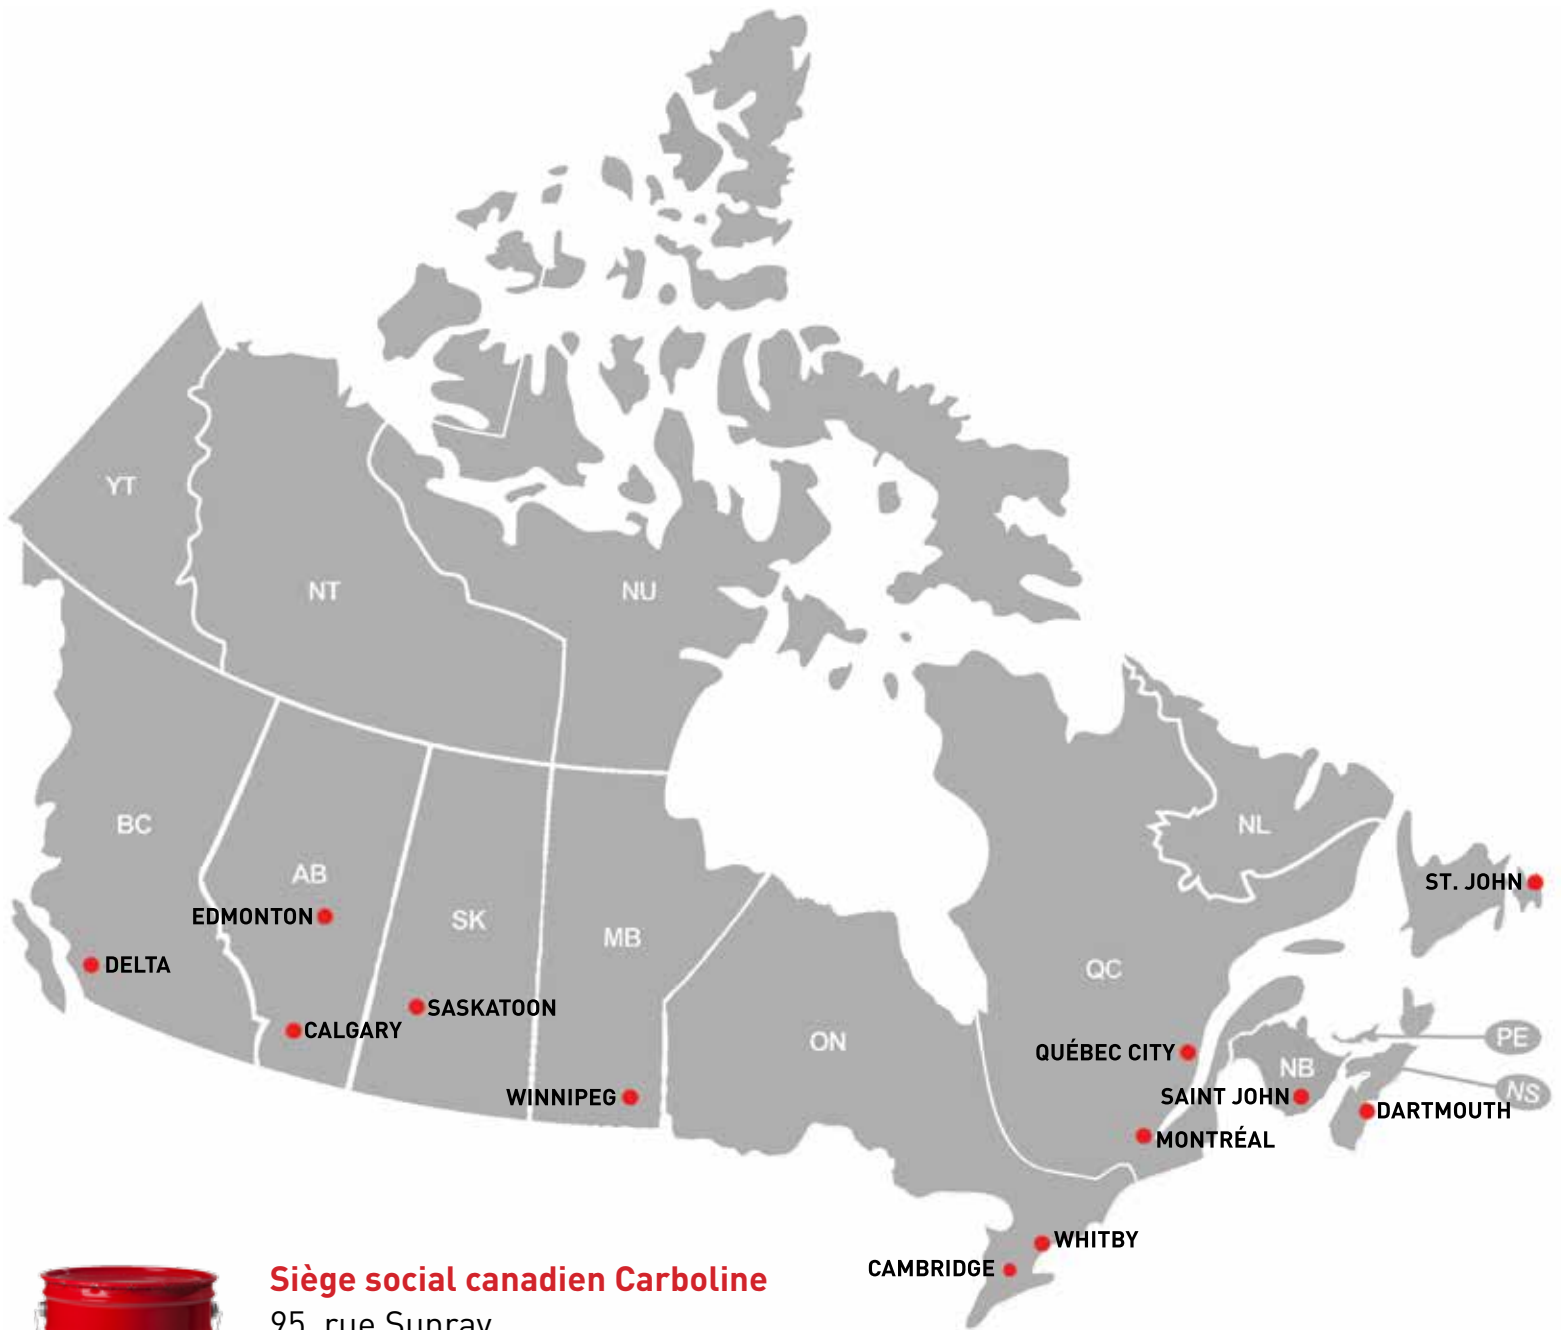 YT
NT
NU
BC
AB
EDMONTON
SK
MB
NL
ST. JOHN
DELTA
QC
SASKATOON
CALGARY
ON
QUÉBEC CITY
PE
NB
NS
WINNIPEG
SAINT JOHN
DARTMOUTH
MONTRÉAL
WHITBY
CAMBRIDGE
Siège social canadien Carboline
95, rue Sunray